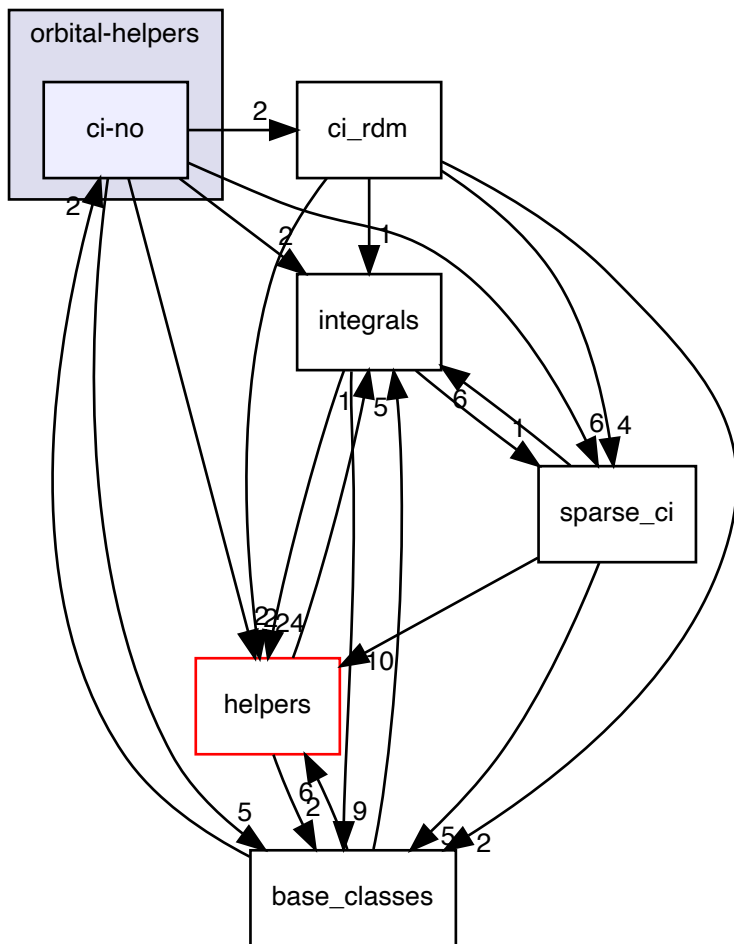 orbital-helpers
ci-no
2
ci_rdm
2
2
1
integrals
1
5
6
1
6
4
sparse_ci
2
2
24
10
helpers
6
2
9
5
5
2
base_classes